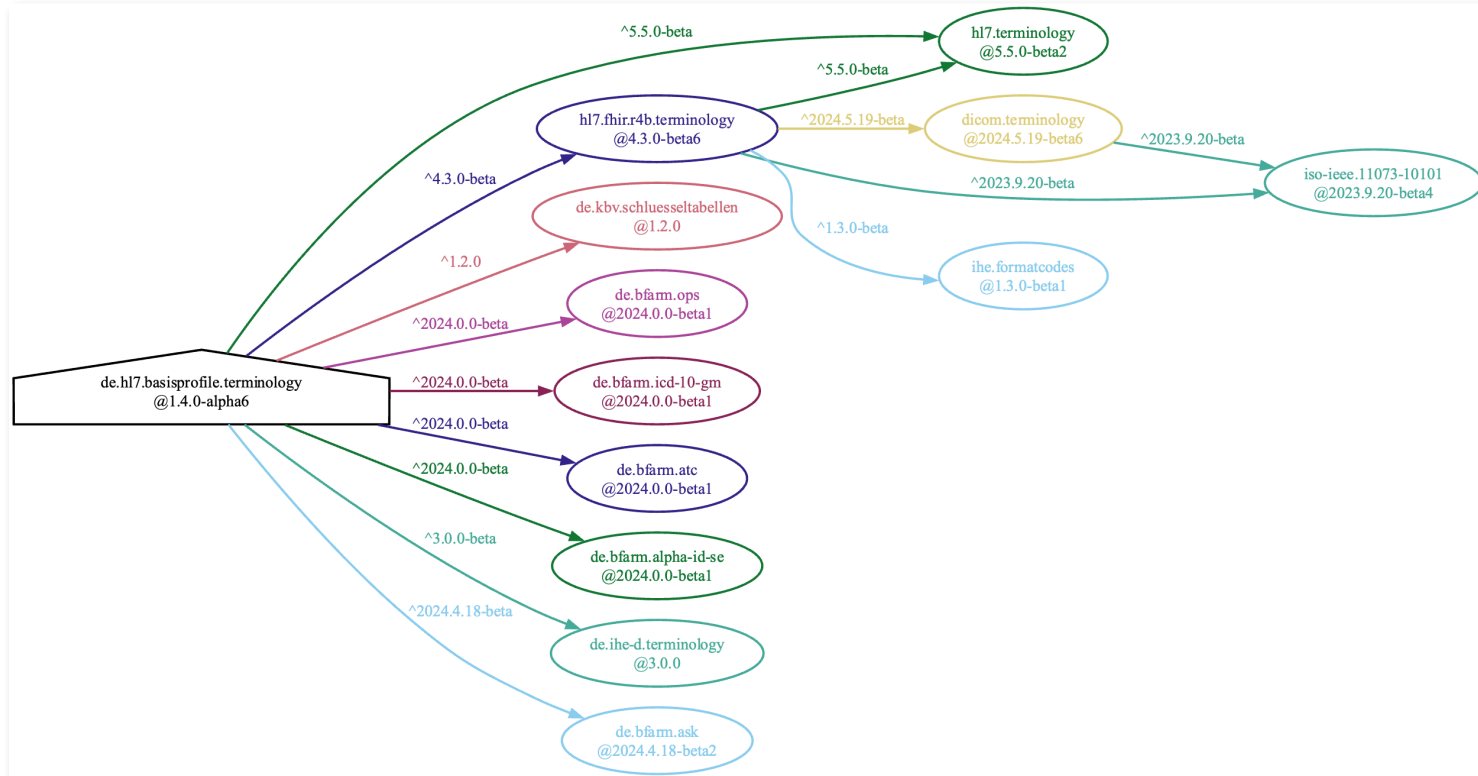 ^5.5.0-beta
hl7.terminology
@5.5.0-beta2
^5.5.0-beta
hl7.fhir.r4b.terminology
@4.3.0-beta6
^2024.5.19-beta
dicom.terminology
@2024.5.19-beta6
^2023.9.20-beta
^4.3.0-beta
^2023.9.20-beta
iso-ieee.11073-10101
@2023.9.20-beta4
de.kbv.schluesseltabellen
@1.2.0
^1.3.0-beta
^1.2.0
ihe.formatcodes
@1.3.0-beta1
de.bfarm.ops
@2024.0.0-beta1
^2024.0.0-beta
de.hl7.basisprofile.terminology
@1.4.0-alpha6
^2024.0.0-beta
de.bfarm.icd-10-gm
@2024.0.0-beta1
^2024.0.0-beta
de.bfarm.atc
@2024.0.0-beta1
^2024.0.0-beta
de.bfarm.alpha-id-se
@2024.0.0-beta1
^3.0.0-beta
de.ihe-d.terminology
@3.0.0
^2024.4.18-beta
de.bfarm.ask
@2024.4.18-beta2